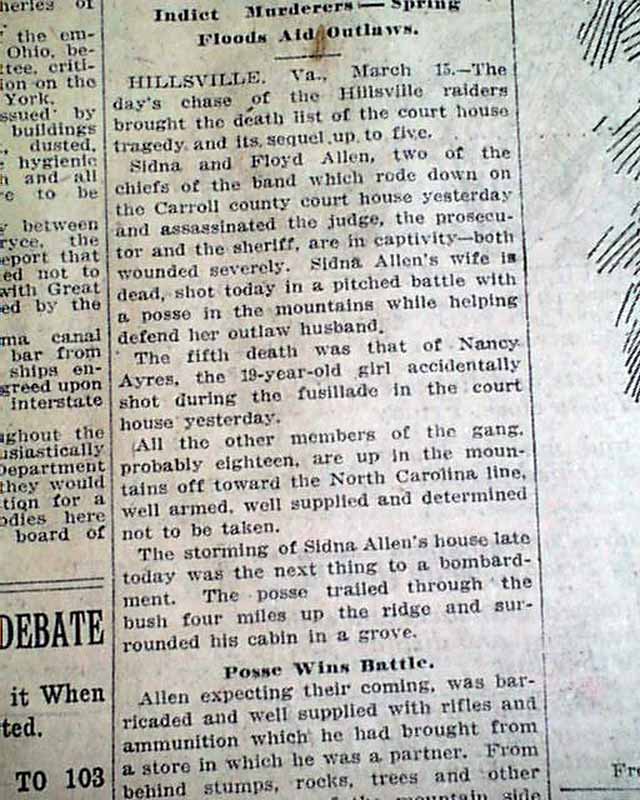 heries of
the em-
Ohio, be-
tee, criti-
ion on the
York.
ssued by
buildings
dusted,
hygienic
n and all
re to be
y between
ryce, the
report that
ed not to
with Great
ed by the
ma canal
bar from
ships en-
greed upon
interstate
ughout the
usiastically
Department
they would
tion for a
odies here
board of
DEBATE
it When
ted.
TO 103
Indict Murderers—Spring
Floods Aid Outlaws.
HILLSVILLE, Va., March 15.—The
day's chase of the Hillsville raiders
brought the death list of the court house
tragedy and its sequel up to five.
Sidna and Floyd Allen, two of the
chiefs of the band which rode down on
the Carroll county court house yesterday
and assassinated the judge, the prosecu-
tor and the sheriff, are in captivity—both
wounded severely. Sidna Allen's wife is
dead, shot today in a pitched battle with
a posse in the mountains while helping
defend her outlaw husband.
The fifth death was that of Nancy
Ayres, the 19-year-old girl accidentally
shot during the fusillade in the court
house yesterday.
All the other members of the gang,
probably eighteen, are up in the moun-
tains off toward the North Carolina line,
well armed, well supplied and determined
not to be taken.
The storming of Sidna Allen's house late
today was the next thing to a bombard-
ment. The posse trailed through the
bush four miles up the ridge and sur-
rounded his cabin in a grove.
Posse Wins Battle.
Allen expecting their coming, was bar-
ricaded and well supplied with rifles and
ammunition which he had brought from
a store in which he was a partner. From
behind stumps, rocks, trees and other
the mountain side
Fr